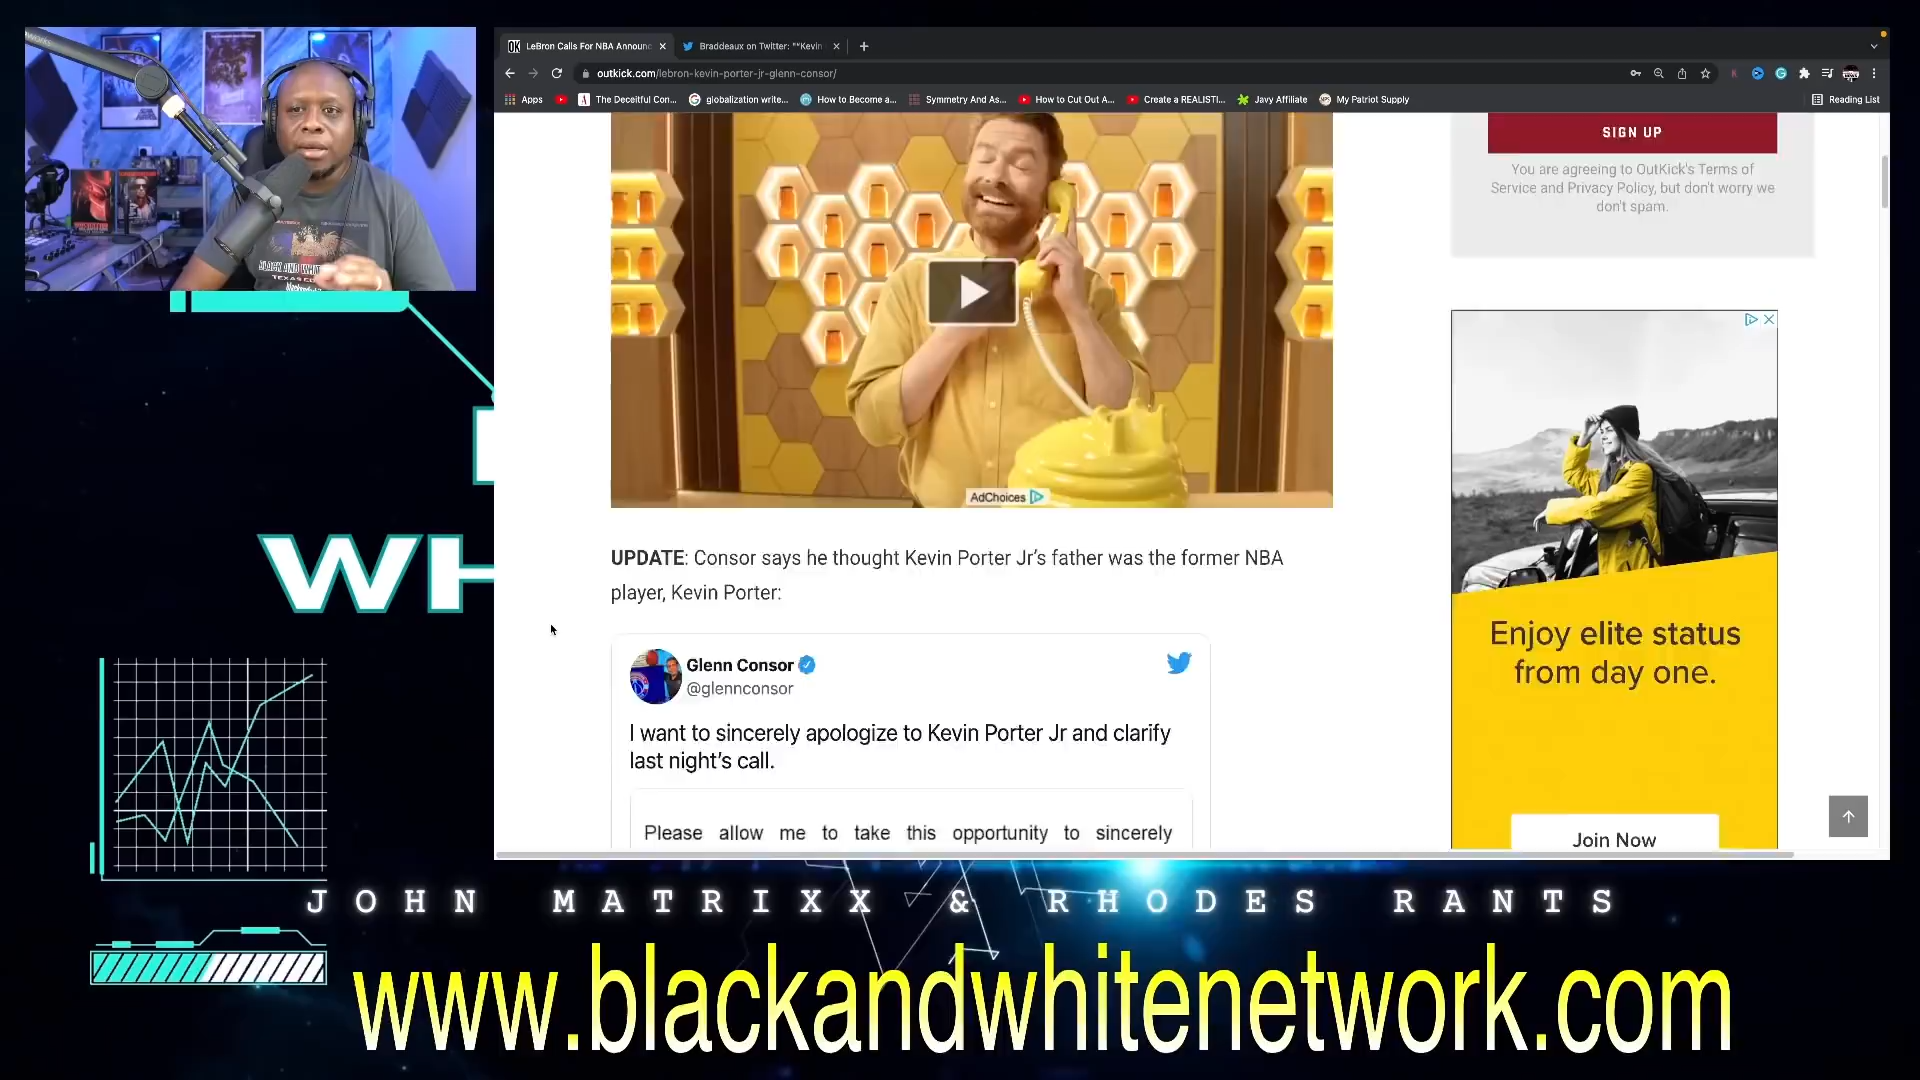 LeBron Calls For NBA Announc
Braddeaux on Twitter: "“Kevin
outkick.com/lebron-kevin-porter-jr-glenn-consor/
Apps
The Deceitful Con...
globalization write...
How to Become a...
Symmetry And As...
How to Cut Out A...
Create a REALISTI...
Javy Affiliate
My Patriot Supply
Reading List
SIGN UP
You are agreeing to OutKick's Terms of
Service and Privacy Policy, but don't worry we
don't spam.
AdChoices
UPDATE: Consor says he thought Kevin Porter Jr’s father was the former NBA
player, Kevin Porter:
Glenn Consor
@glennconsor
I want to sincerely apologize to Kevin Porter Jr and clarify
last night’s call.
Please allow me to take this opportunity to sincerely
Enjoy elite status
from day one.
Join Now
BLACK AND WHI
TEXAS
WH
JOHN MATRIXX & RHODES RANTS
www.blackandwhitenetwork.com